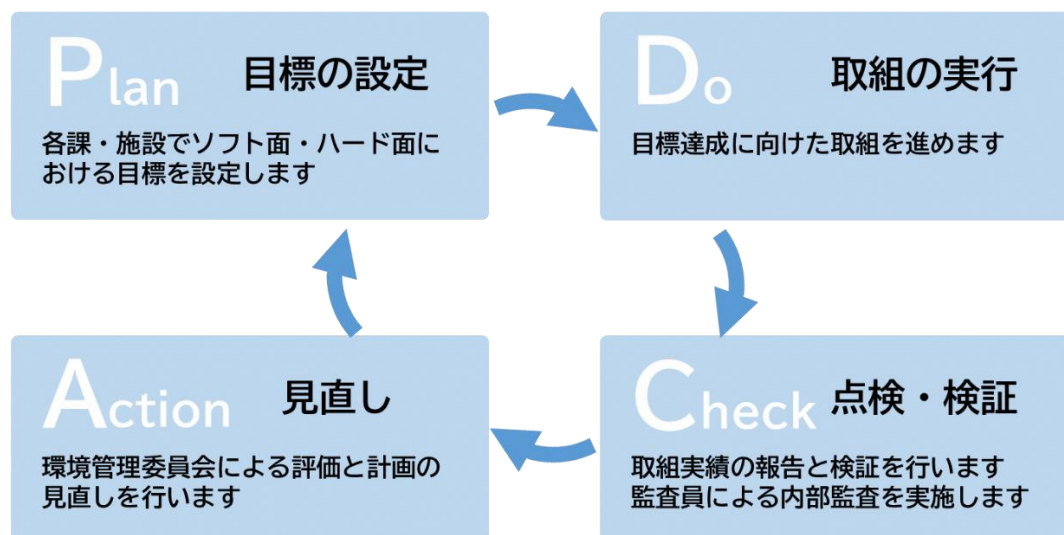 Plan 目標の設定
各課・施設でソフト面・ハード面に
おける目標を設定します
Do 取組の実行
目標達成に向けた取組を進めます
Action 見直し
環境管理委員会による評価と計画の
見直しを行います
Check 点検・検証
取組実績の報告と検証を行います
監査員による内部監査を実施します